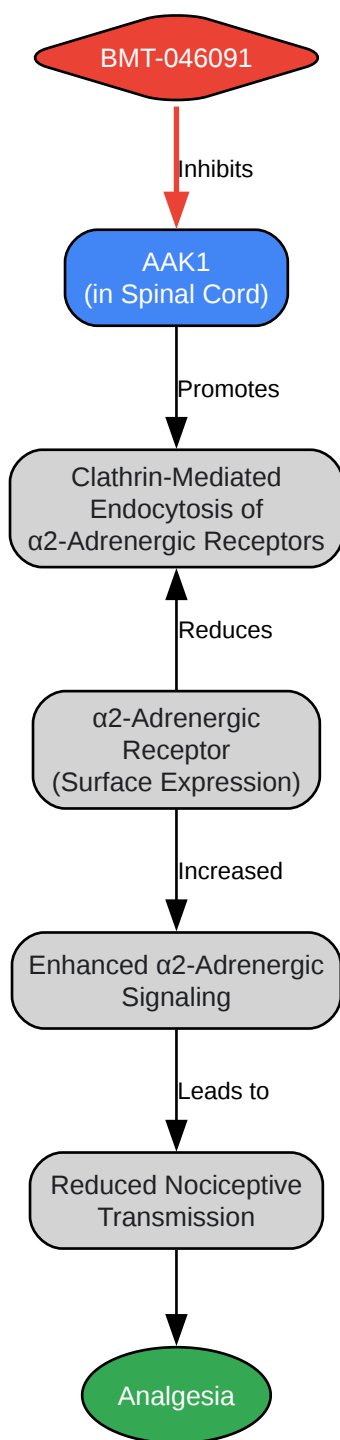 BMT-046091
Inhibits
AAK1
(in Spinal Cord)
Promotes
Clathrin-Mediated
Endocytosis of
α2-Adrenergic Receptors
Reduces
α2-Adrenergic
Receptor
(Surface Expression)
Increased
Enhanced α2-Adrenergic
Signaling
Leads to
Reduced Nociceptive
Transmission
Analgesia